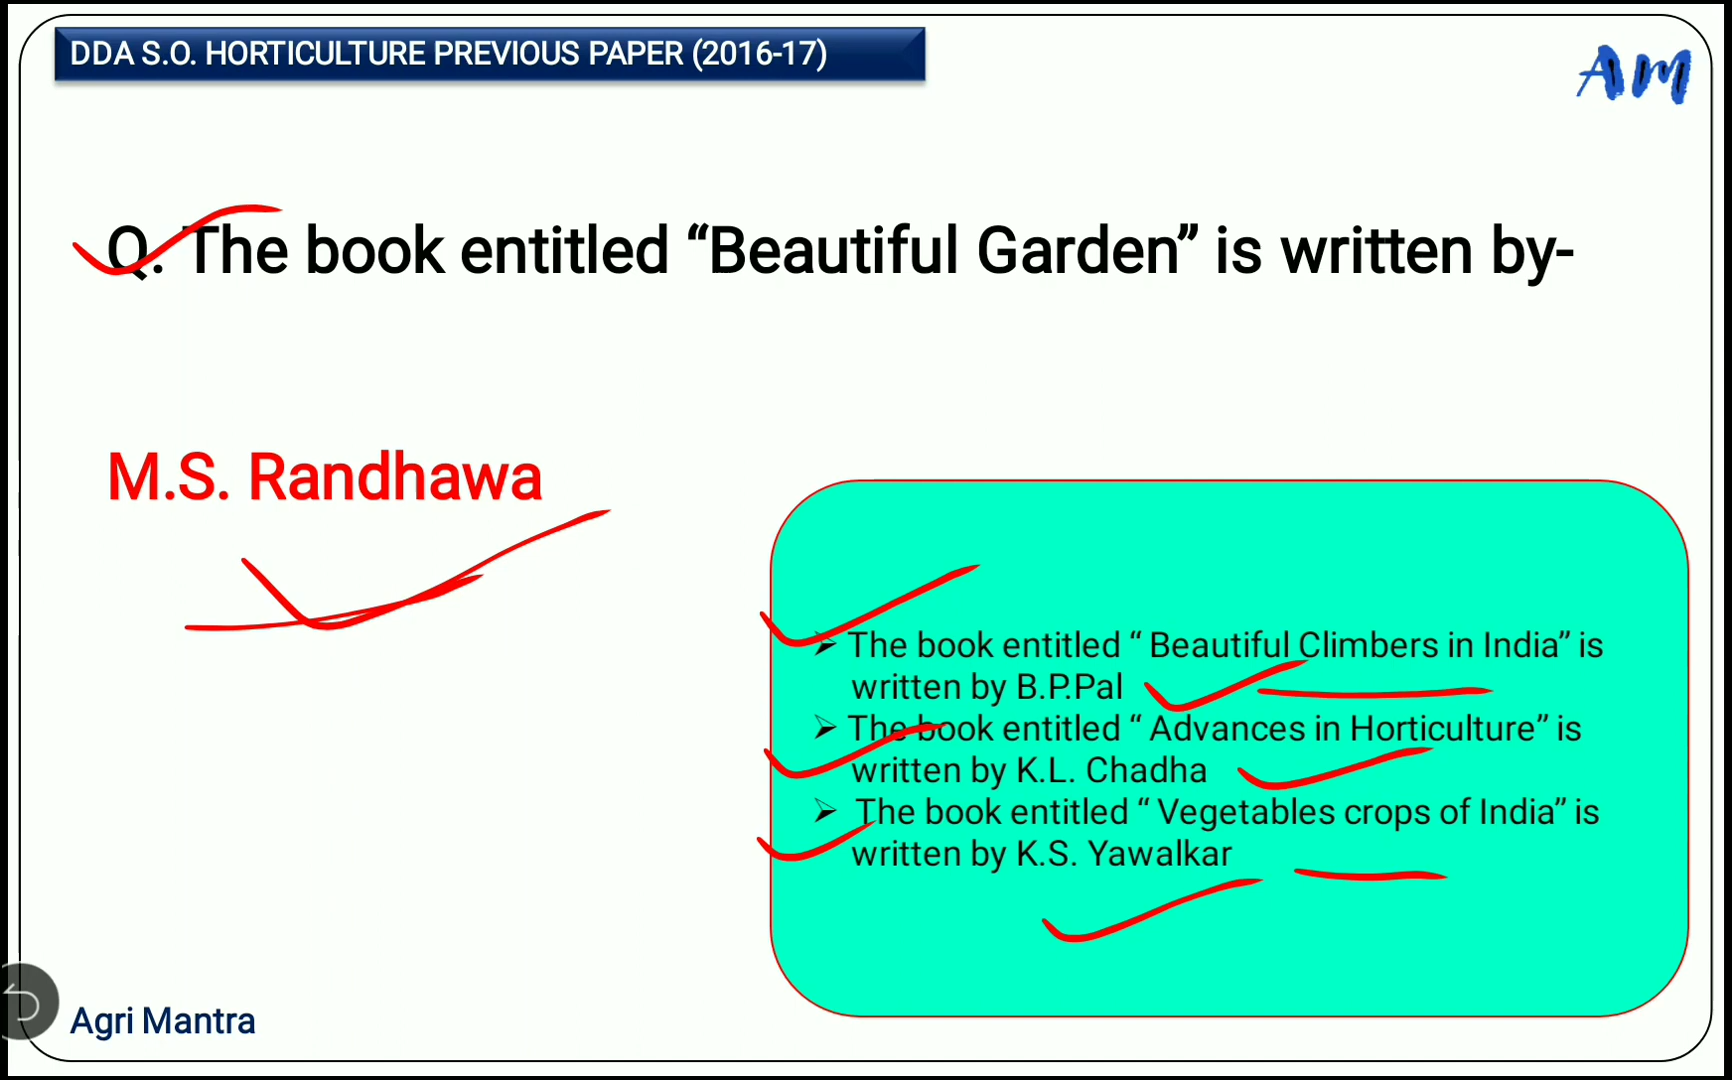 DDA S.O. HORTICULTURE PREVIOUS PAPER (2016-17)
AM
Q. The book entitled “Beautiful Garden” is written by-
M.S. Randhawa
➢ The book entitled “ Beautiful Climbers in India” is
written by B.P.Pal
➢ The book entitled “ Advances in Horticulture” is
written by K.L. Chadha
➢ The book entitled “ Vegetables crops of India” is
written by K.S. Yawalkar
Agri Mantra